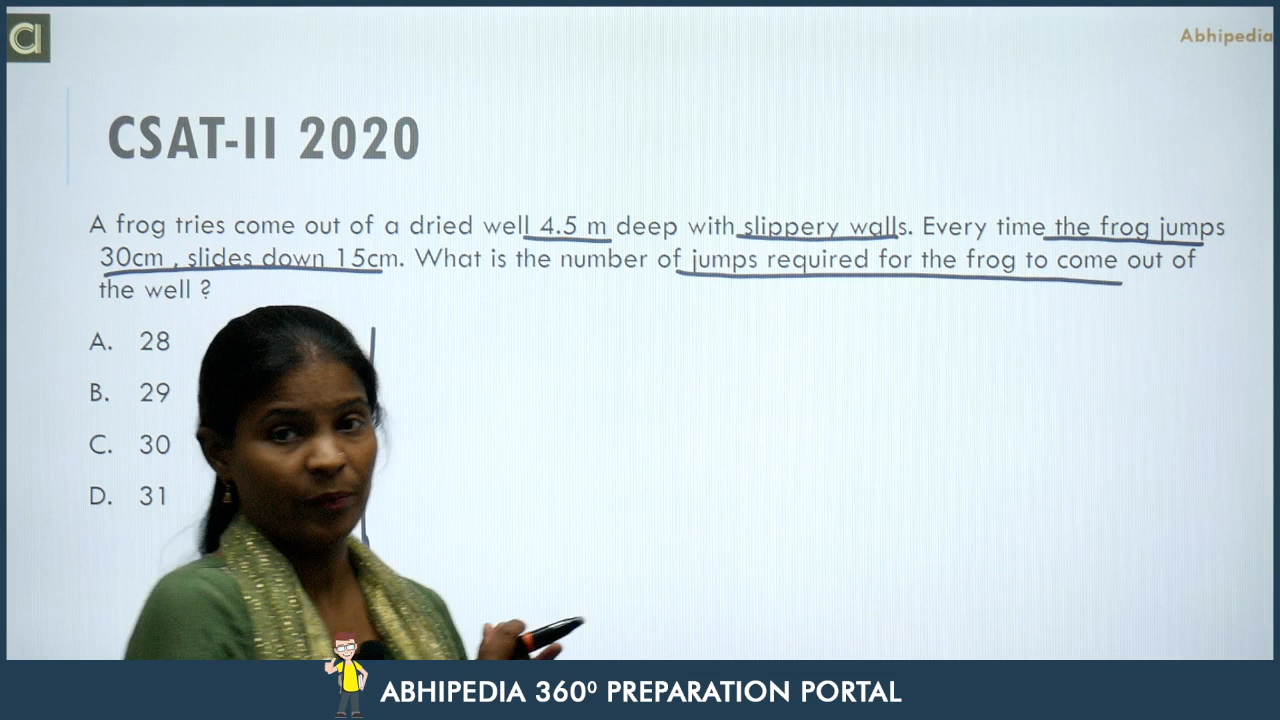 Abhipedia
CSAT-II 2020
A frog tries come out of a dried well 4.5 m deep with slippery walls. Every time the frog jumps
30cm , slides down 15cm. What is the number of jumps required for the frog to come out of
the well ?
A. 28
B. 29
C. 30
D. 31
ABHIPEDIA 360⁰ PREPARATION PORTAL